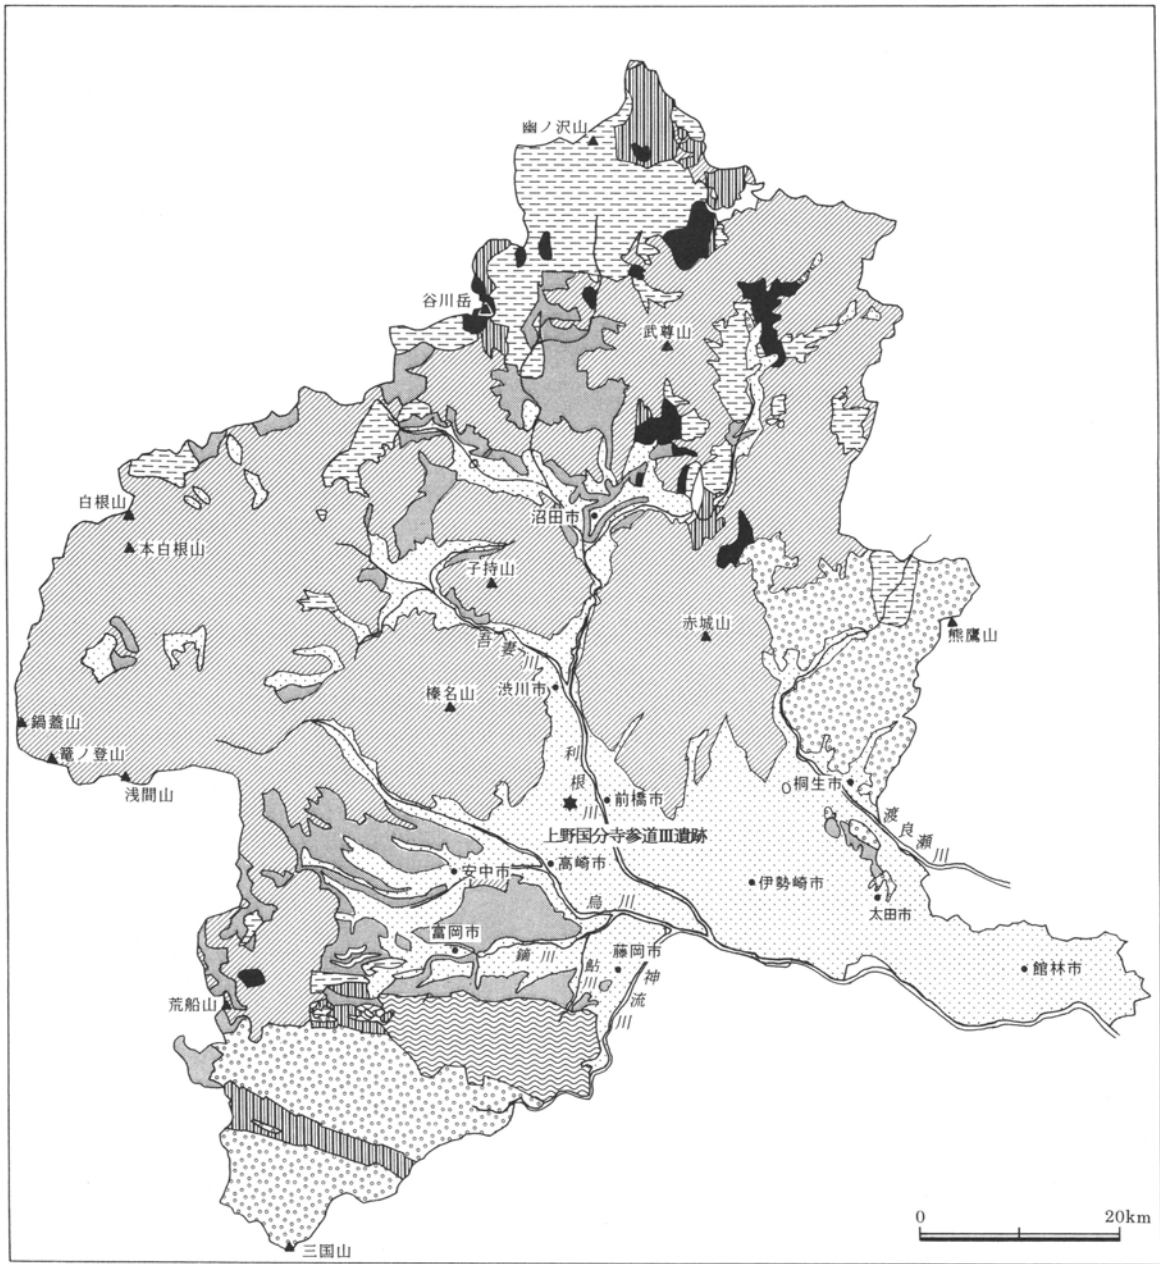 幽ノ沢山
谷川岳
武尊山
白根山
本白根山
沼田市
子持山
赤城山
熊鷹山
吾妻川
榛名山
渋川市
鍋蓋山
篭ノ登山
浅間山
利根川
前橋市
桐生市
渡良瀬川
上野国分寺参道III遺跡
安中市
高崎市
伊勢崎市
太田市
烏川
富岡市
鏑川
鮎川
藤岡市
神流川
館林市
荒船山
三国山
0 20km